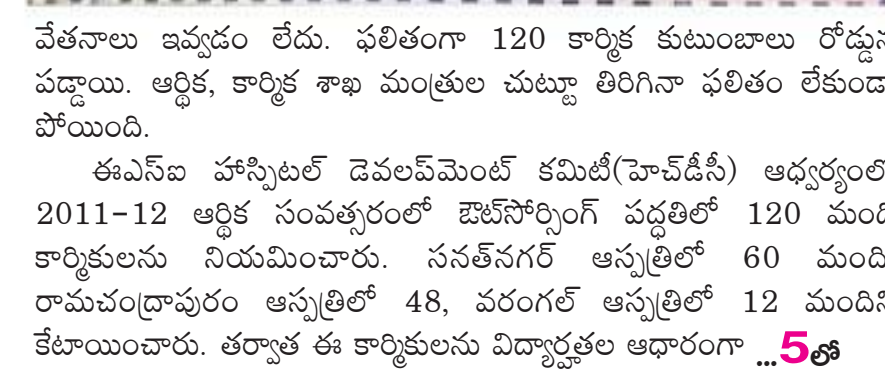 వేతనాలు ఇవ్వడం లేదు. ఫలితంగా 120 కార్మిక కుటుంబాలు రోడ్డున
పడ్డాయి. ఆర్థిక, కార్మిక శాఖ మంత్రుల చుట్టూ తిరిగినా ఫలితం లేకుండా
పోయింది.
ఈఎస్ఐ హాస్పిటల్ డెవలప్‌మెంట్ కమిటీ(హెచ్‌డీసీ) ఆధ్వర్యంలో
2011-12 ఆర్థిక సంవత్సరంలో ఔట్‌సోర్సింగ్ పద్ధతిలో 120 మంది
కార్మికులను నియమించారు. సనత్‌నగర్ ఆస్పత్రిలో 60 మంది
రామచంద్రాపురం ఆస్పత్రిలో 48, వరంగల్ ఆస్పత్రిలో 12 మందిని
కేటాయించారు. తర్వాత ఈ కార్మికులను విద్యార్హతల ఆధారంగా ...5లో